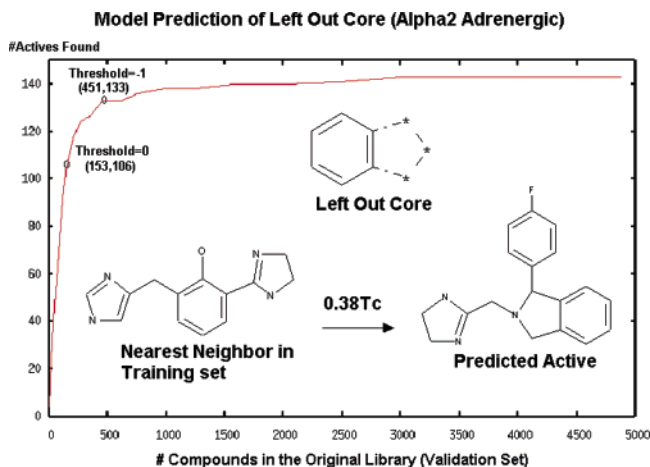 Model Prediction of Left Out Core (Alpha2 Adrenergic)
#Actives Found
140
120
100
80
60
40
20
0
Threshold=-1
(451,133)
Threshold=0
(153,106)
* * *
Left Out Core
O
N
N
N
N
Nearest Neighbor in
Training set
0.38Tc
F
N
N
N
Predicted Active
0 500 1000 1500 2000 2500 3000 3500 4000 4500 5000
# Compounds in the Original Library (Validation Set)